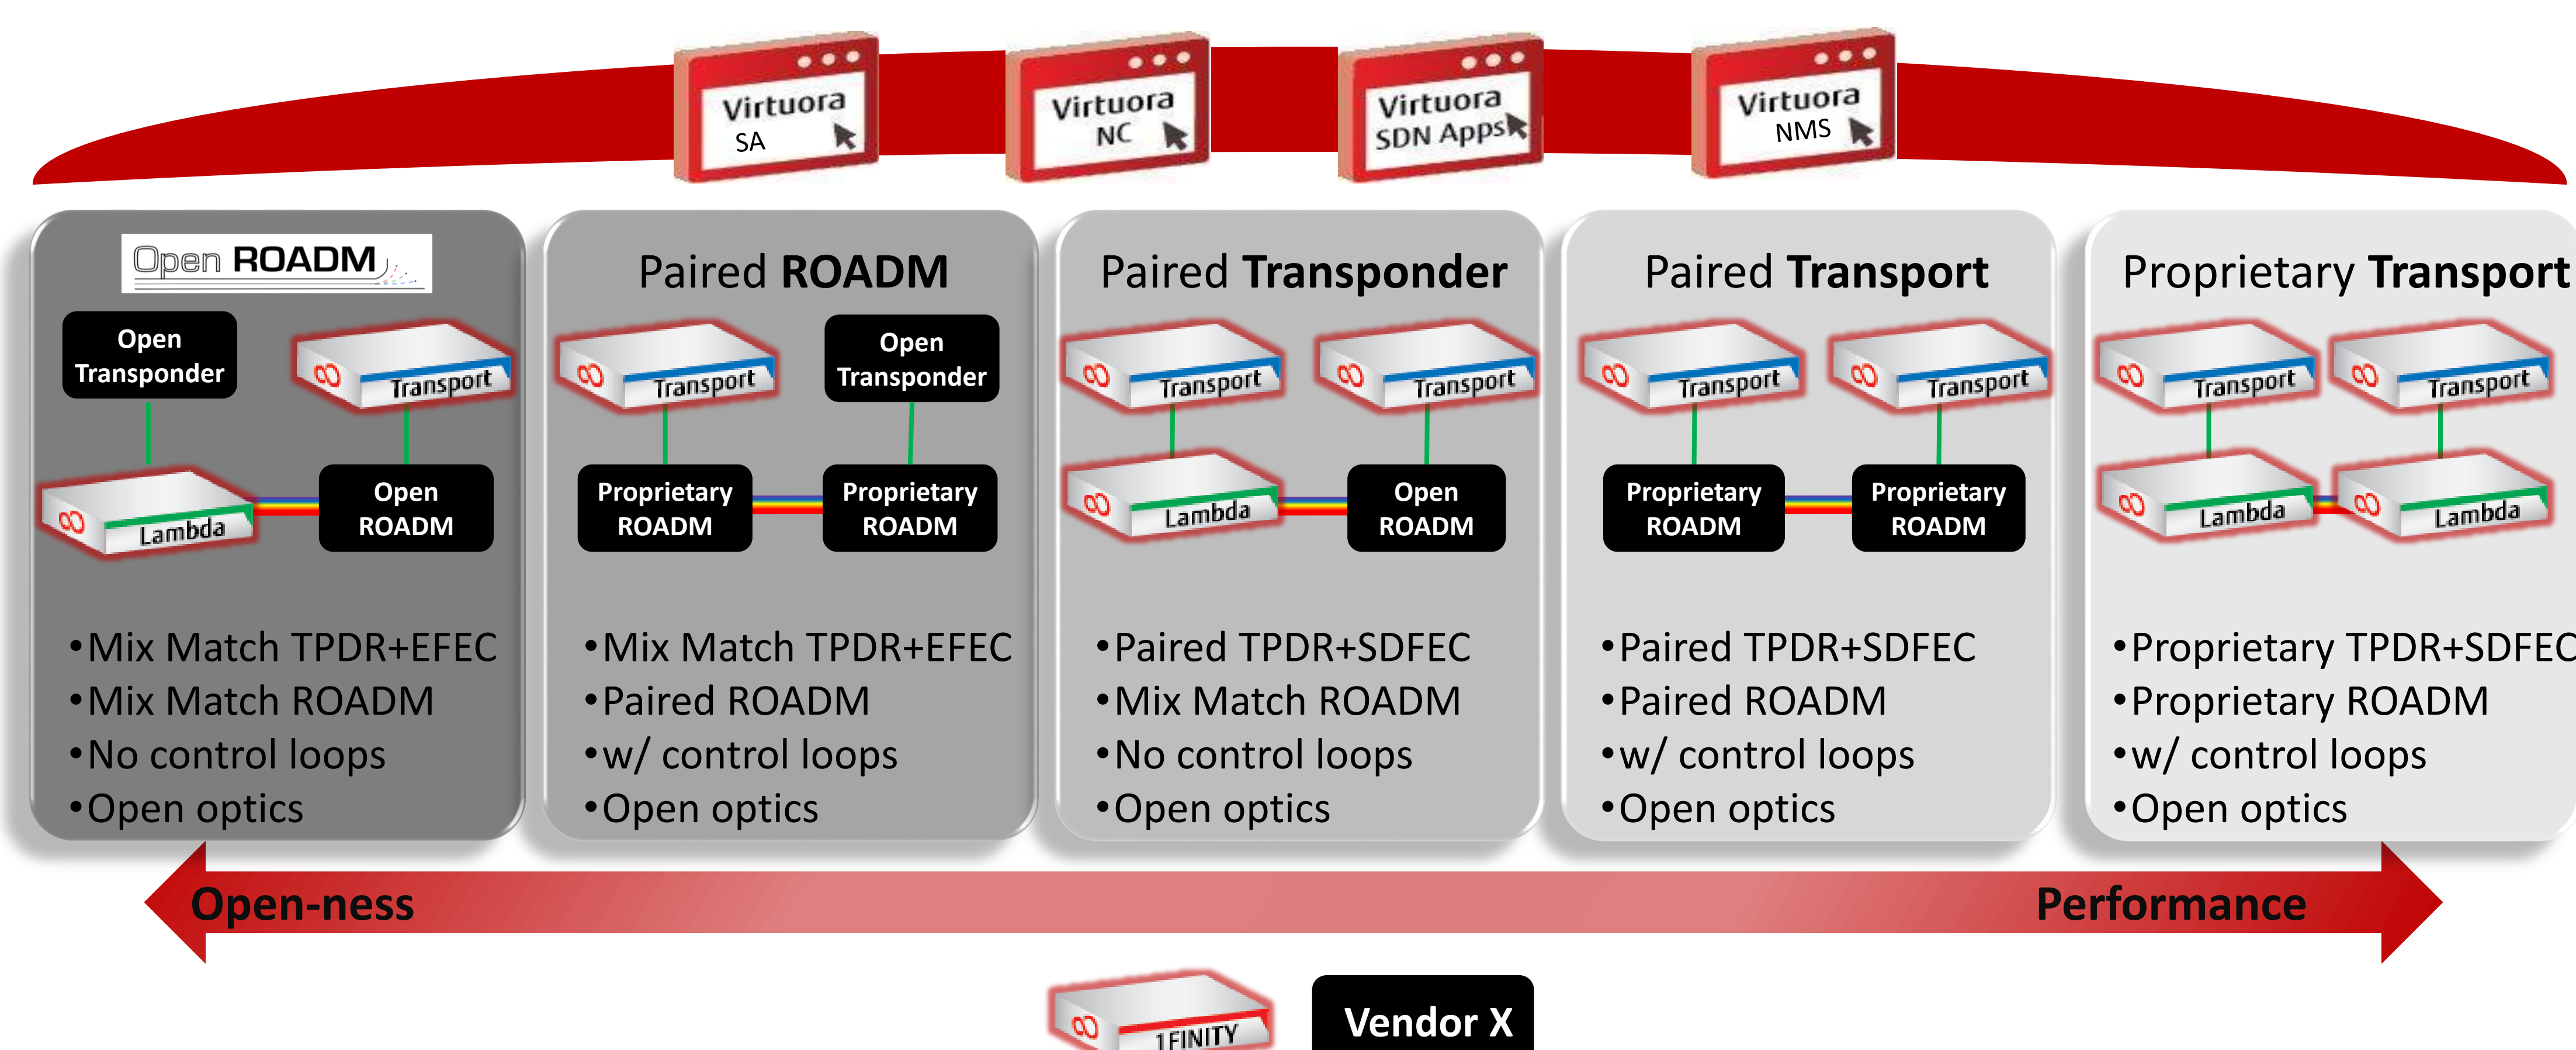 Virtuora
SA
Virtuora
NC
Virtuora
SDN Apps
Virtuora
NMS
Open ROADM
Open
Transponder
Transport
Lambda
Open
ROADM
•Mix Match TPDR+EFEC
•Mix Match ROADM
•No control loops
•Open optics
Paired ROADM
Transport
Open
Transponder
Proprietary
ROADM
Proprietary
ROADM
•Mix Match TPDR+EFEC
•Paired ROADM
•w/ control loops
•Open optics
Paired Transponder
Transport
Transport
Lambda
Open
ROADM
•Paired TPDR+SDFEC
•Mix Match ROADM
•No control loops
•Open optics
Paired Transport
Transport
Transport
Proprietary
ROADM
Proprietary
ROADM
•Paired TPDR+SDFEC
•Paired ROADM
•w/ control loops
•Open optics
Proprietary Transport
Transport
Transport
Lambda
Lambda
•Proprietary TPDR+SDFEC
•Proprietary ROADM
•w/ control loops
•Open optics
Open-ness
Performance
1FINITY
Vendor X